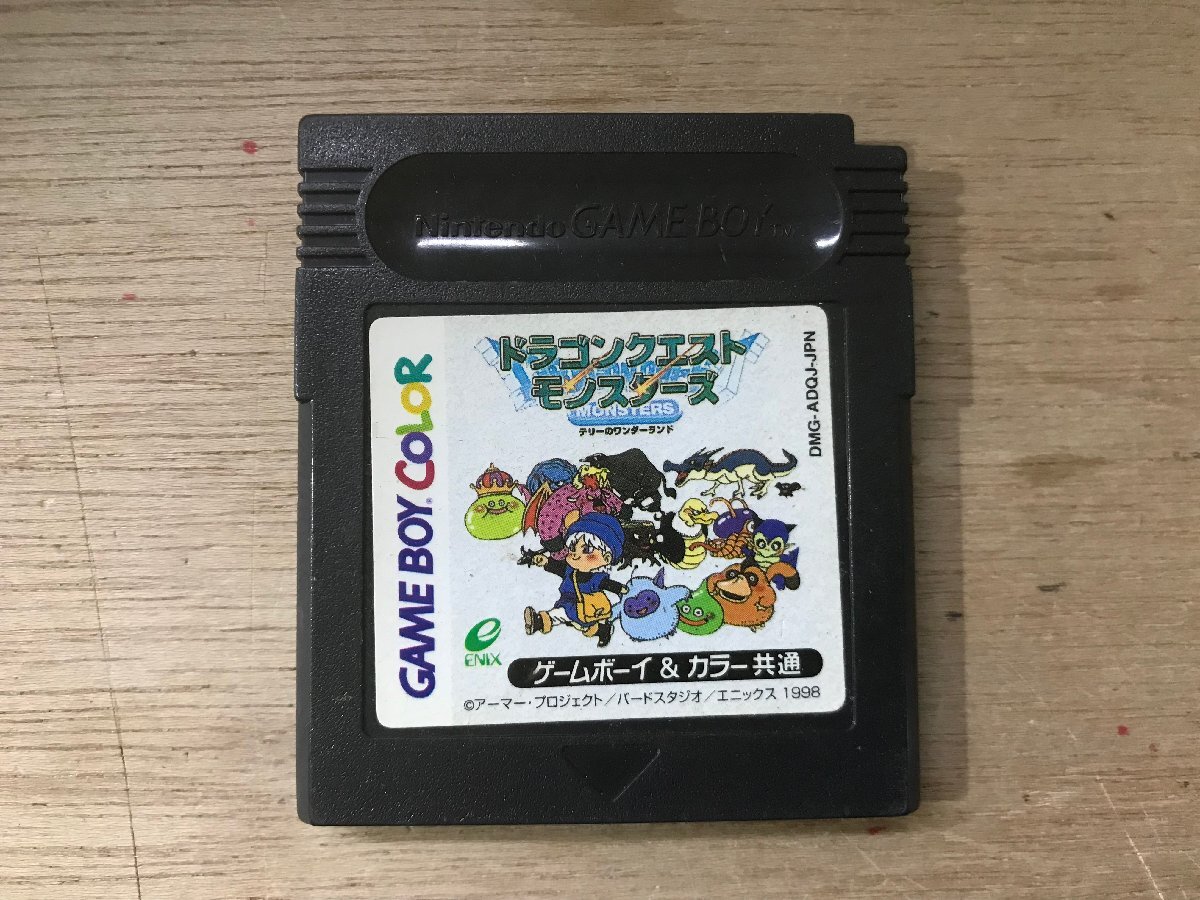 Nintendo GAME BOY TM
ドラゴンクエスト
モンスターズ
MONSTERS
テリーのワンダーランド
DMG-ADQJ-JPN
GAME BOY COLOR
ENIX
ゲームボーイ & カラー共通
©アーマー・プロジェクト/バードスタジオ/エニックス 1998